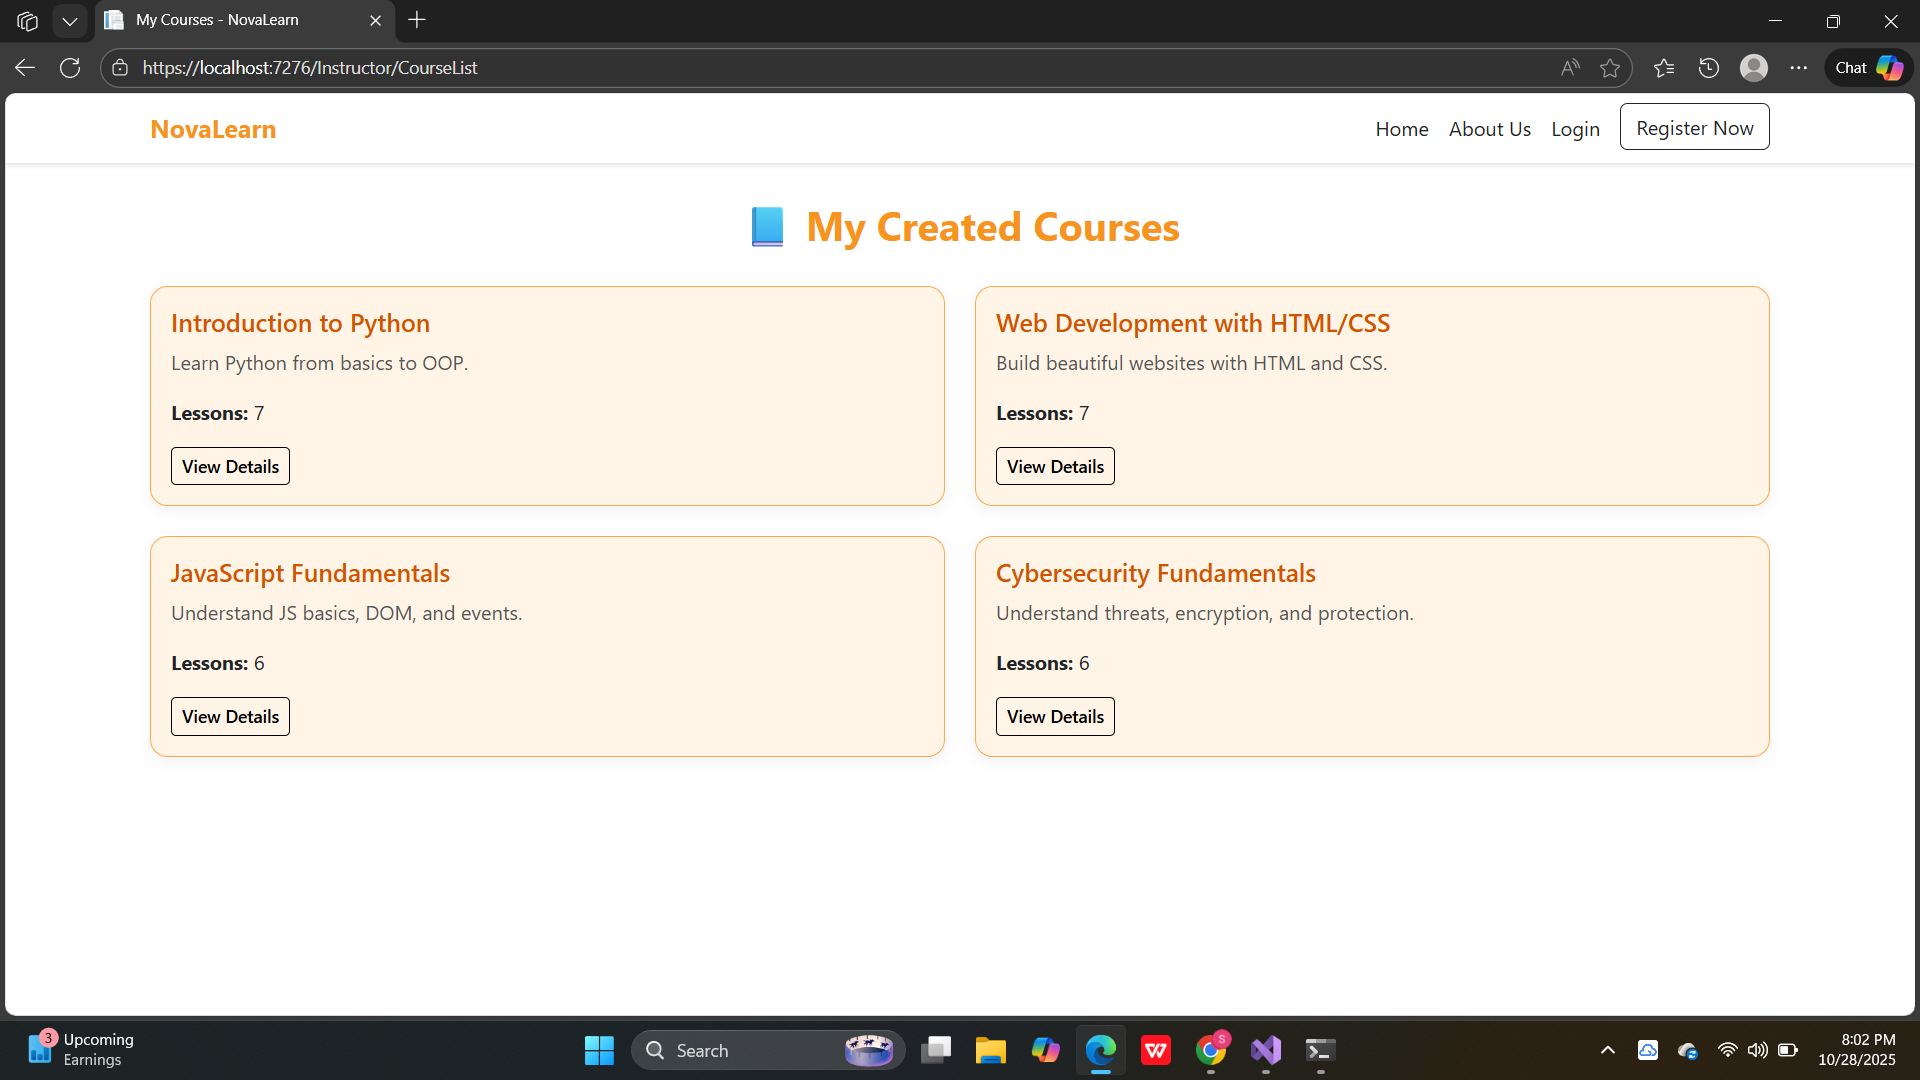 My Courses - NovaLearn
https://localhost:7276/Instructor/CourseList
Chat
NovaLearn
Home About Us Login Register Now
My Created Courses
Introduction to Python
Learn Python from basics to OOP.
Lessons: 7
View Details
Web Development with HTML/CSS
Build beautiful websites with HTML and CSS.
Lessons: 7
View Details
JavaScript Fundamentals
Understand JS basics, DOM, and events.
Lessons: 6
View Details
Cybersecurity Fundamentals
Understand threats, encryption, and protection.
Lessons: 6
View Details
3
Upcoming
Earnings
Search
W
S
8:02 PM
10/28/2025